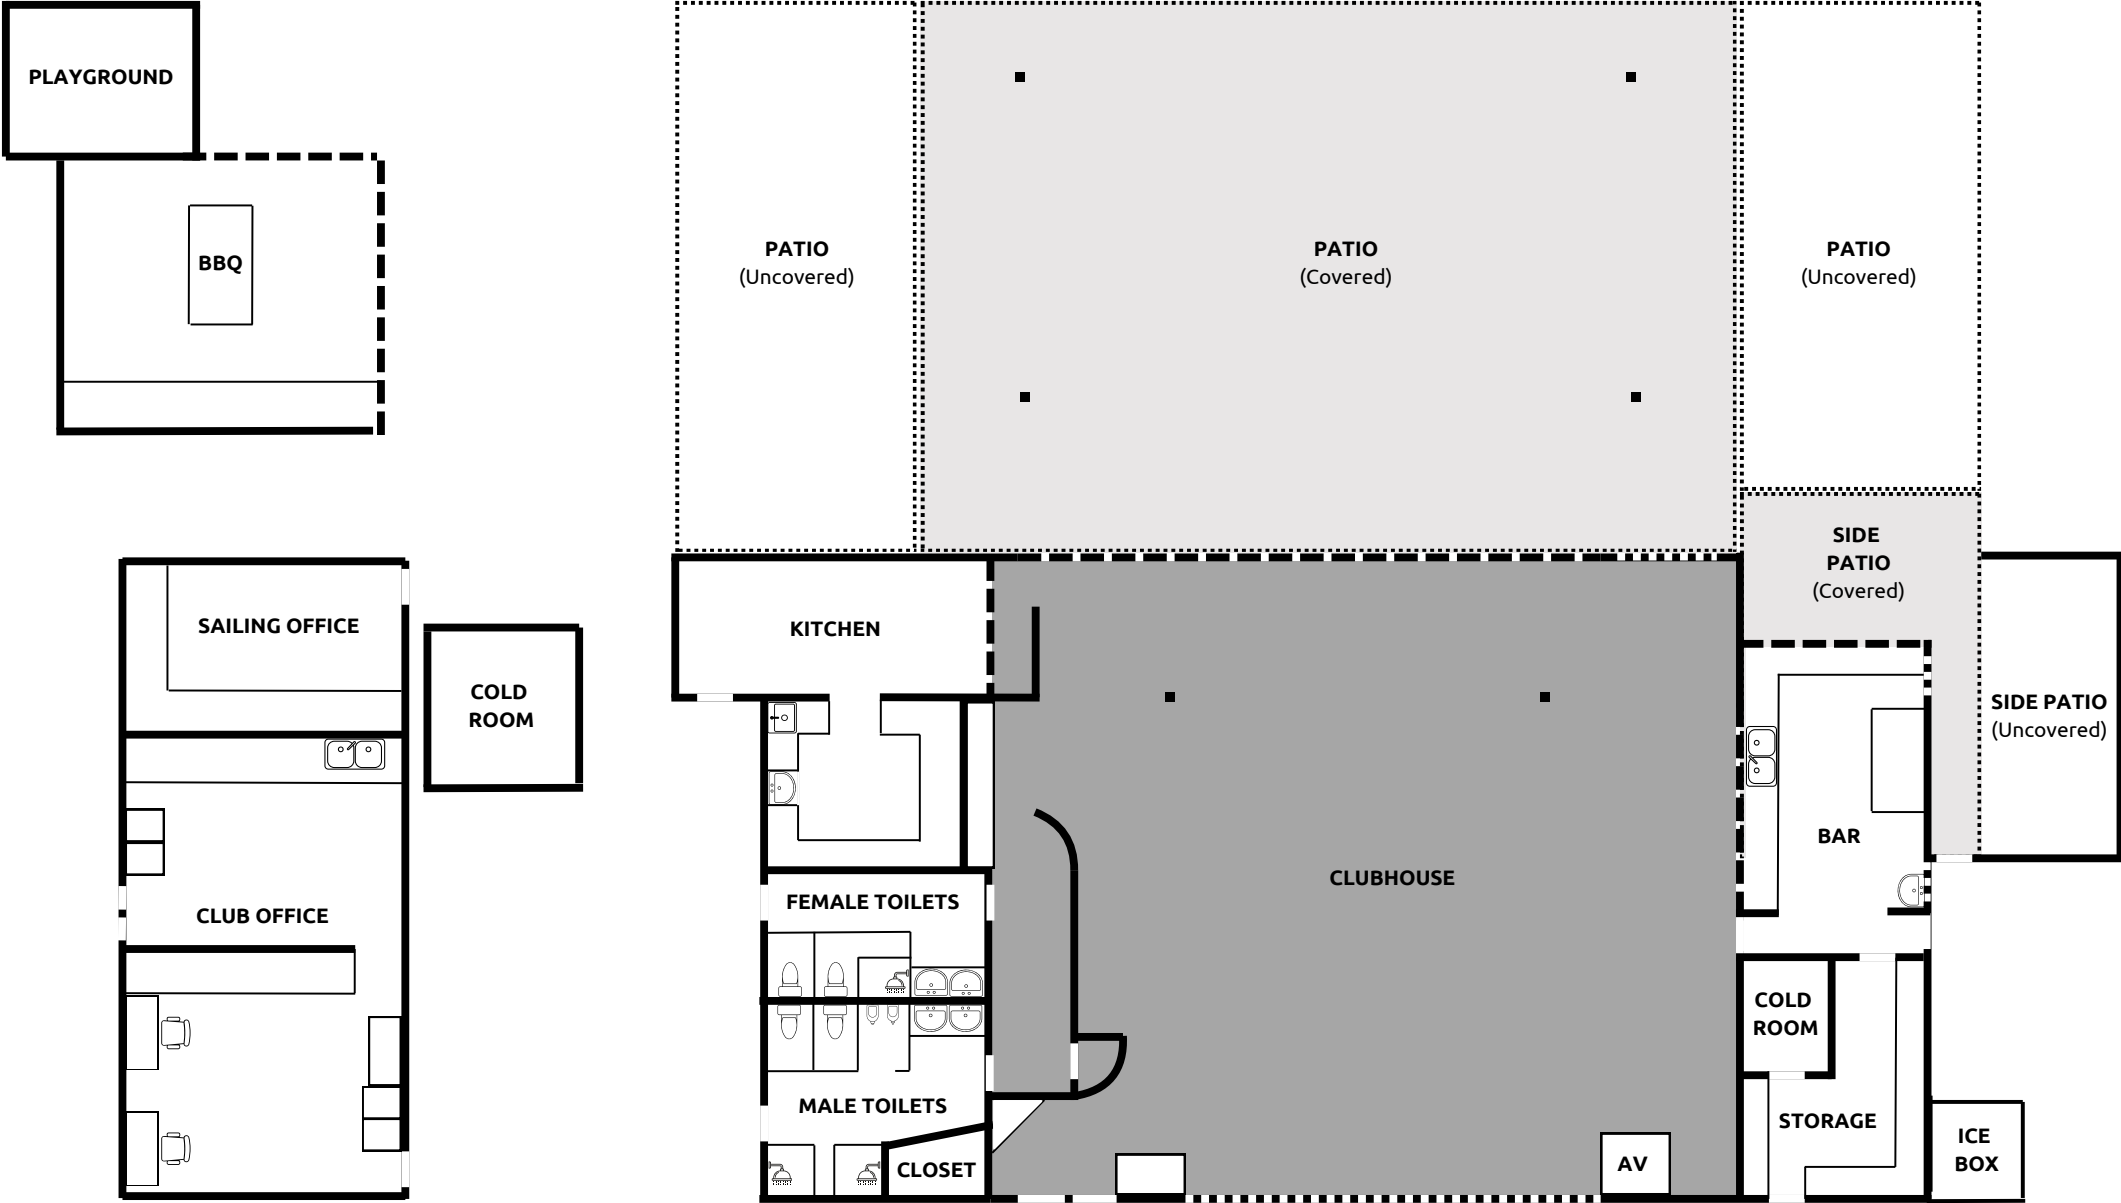 PLAYGROUND
BBQ
PATIO
(Uncovered)
PATIO
(Covered)
PATIO
(Uncovered)
SIDE
PATIO
(Covered)
SIDE PATIO
(Uncovered)
SAILING OFFICE
COLD
ROOM
CLUB OFFICE
KITCHEN
FEMALE TOILETS
MALE TOILETS
CLOSET
CLUBHOUSE
AV
BAR
COLD
ROOM
STORAGE
ICE
BOX